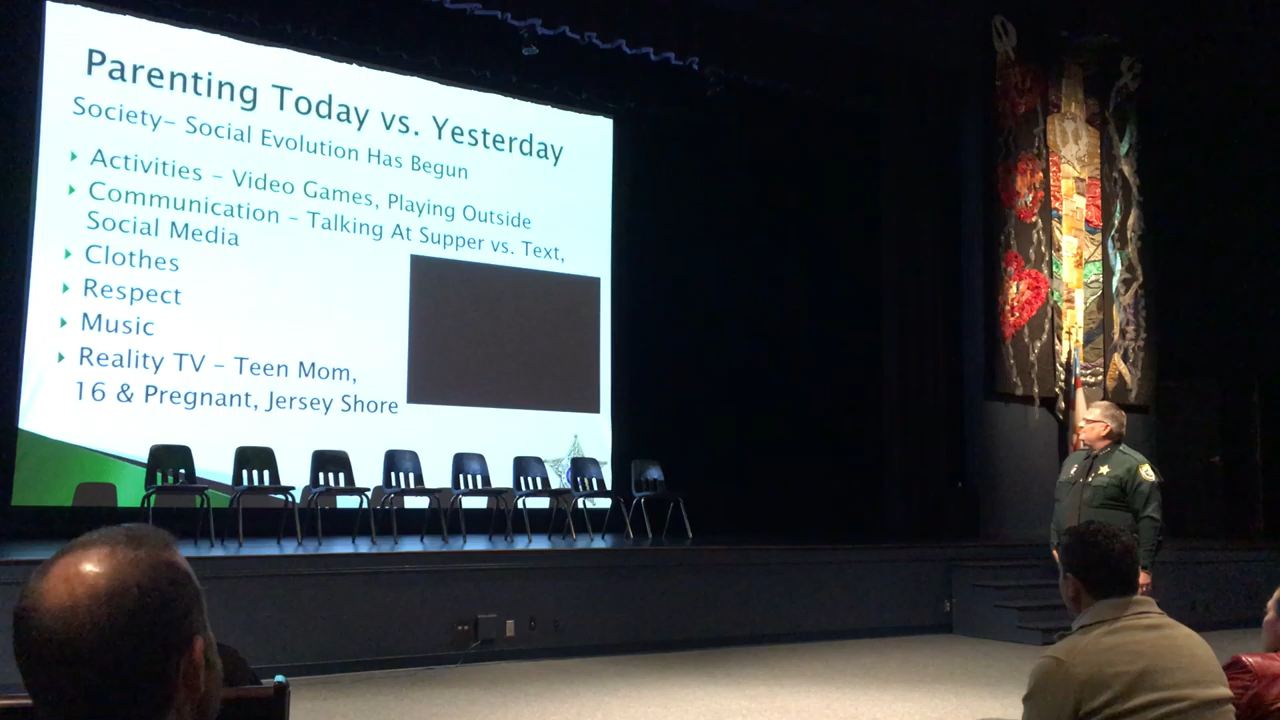 Parenting Today vs. Yesterday
Society- Social Evolution Has Begun
Activities – Video Games, Playing Outside
Communication – Talking At Supper vs. Text,
Social Media
Clothes
Respect
Music
Reality TV – Teen Mom,
16 & Pregnant, Jersey Shore